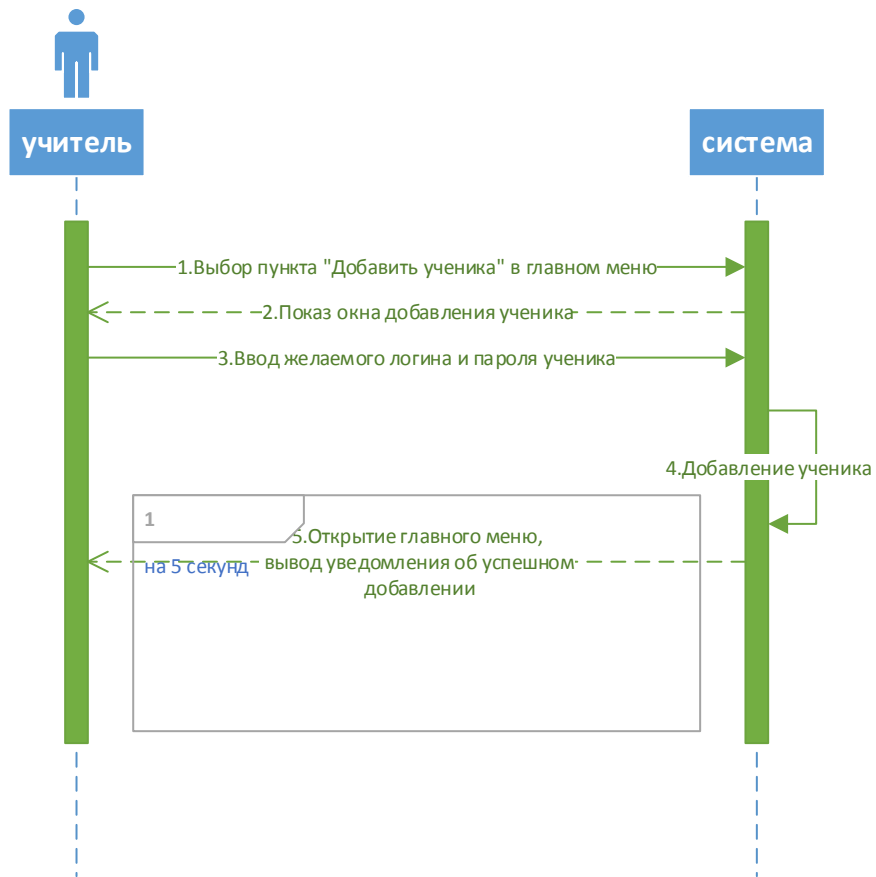 учитель
система
1.Выбор пункта "Добавить ученика" в главном меню
2.Показ окна добавления ученика
3.Ввод желаемого логина и пароля ученика
4.Добавление ученика
1
5.Открытие главного меню,
вывод уведомления об успешном
добавлении
на 5 секунд